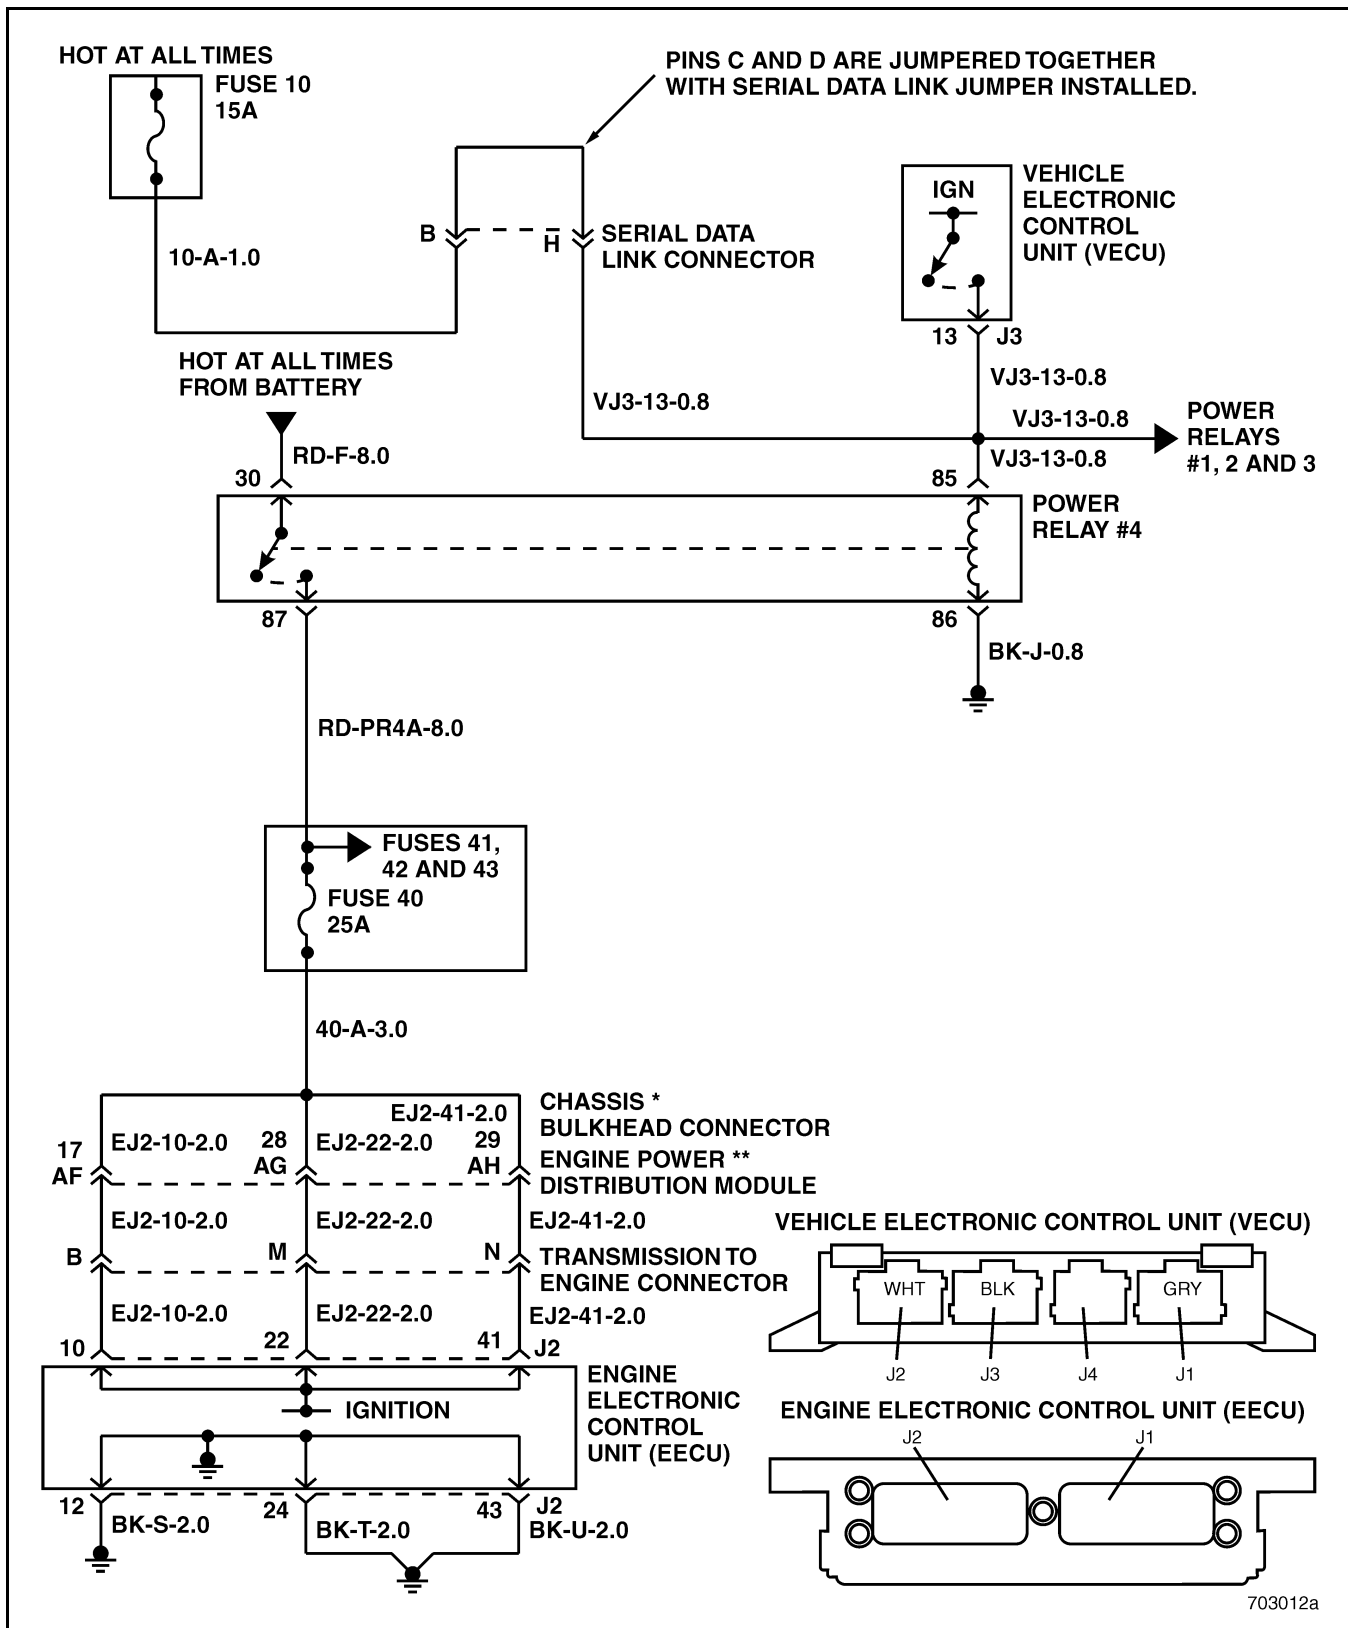 HOT AT ALL TIMES
FUSE 10
15A
PINS C AND D ARE JUMPERED TOGETHER
WITH SERIAL DATA LINK JUMPER INSTALLED.
IGN
VEHICLE
ELECTRONIC
CONTROL
UNIT (VECU)
B
H
SERIAL DATA
LINK CONNECTOR
10-A-1.0
13
J3
HOT AT ALL TIMES
FROM BATTERY
VJ3-13-0.8
VJ3-13-0.8
VJ3-13-0.8
VJ3-13-0.8
POWER
RELAYS
#1, 2 AND 3
RD-F-8.0
30
85
POWER
RELAY #4
87
86
BK-J-0.8
RD-PR4A-8.0
FUSES 41,
42 AND 43
FUSE 40
25A
40-A-3.0
EJ2-41-2.0
CHASSIS *
BULKHEAD CONNECTOR
17
EJ2-10-2.0
28
EJ2-22-2.0
29
AF
AG
AH
ENGINE POWER **
DISTRIBUTION MODULE
EJ2-10-2.0
EJ2-22-2.0
EJ2-41-2.0
B
M
N
TRANSMISSION TO
ENGINE CONNECTOR
EJ2-10-2.0
EJ2-22-2.0
EJ2-41-2.0
10
22
41
J2
ENGINE
ELECTRONIC
CONTROL
UNIT (EECU)
IGNITION
12
24
43
J2
BK-S-2.0
BK-T-2.0
BK-U-2.0
VEHICLE ELECTRONIC CONTROL UNIT (VECU)
WHT
BLK
GRY
J2
J3
J4
J1
ENGINE ELECTRONIC CONTROL UNIT (EECU)
J2
J1
703012a